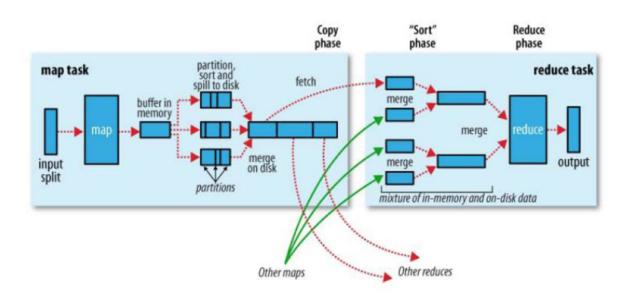 Copy
phase
"Sort"
phase
Reduce
phase
map task
partition,
sort and
spill to disk
fetch
reduce task
buffer in
memory
merge
map
merge
reduce
input
split
merge
on disk
merge
output
partitions
mixture of in-memory and on-disk data
Other maps
Other reduces